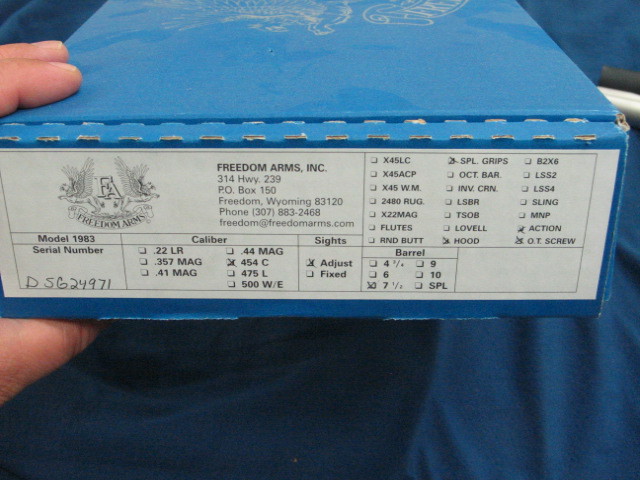 FREEDOM ARMS, INC.
314 Hwy. 239
P.O. Box 150
Freedom, Wyoming 83120
Phone (307) 883-2468
freedom@freedomarms.com
FA
FREEDOM ARMS
X45LC
X45ACP
X45 W.M.
2480 RUG.
X22MAG
FLUTES
RND BUTT
SPL. GRIPS
OCT. BAR.
INV. CRN.
LSBR
TSOB
LOVELL
HOOD
B2X6
LSS2
LSS4
SLING
MNP
ACTION
O.T. SCREW
Model 1983
Serial Number
D5G24971
Caliber
.22 LR
.357 MAG
.41 MAG
.44 MAG
454 C
475 L
500 W/E
Sights
Adjust
Fixed
Barrel
4 3/4
6
7 1/2
9
10
SPL